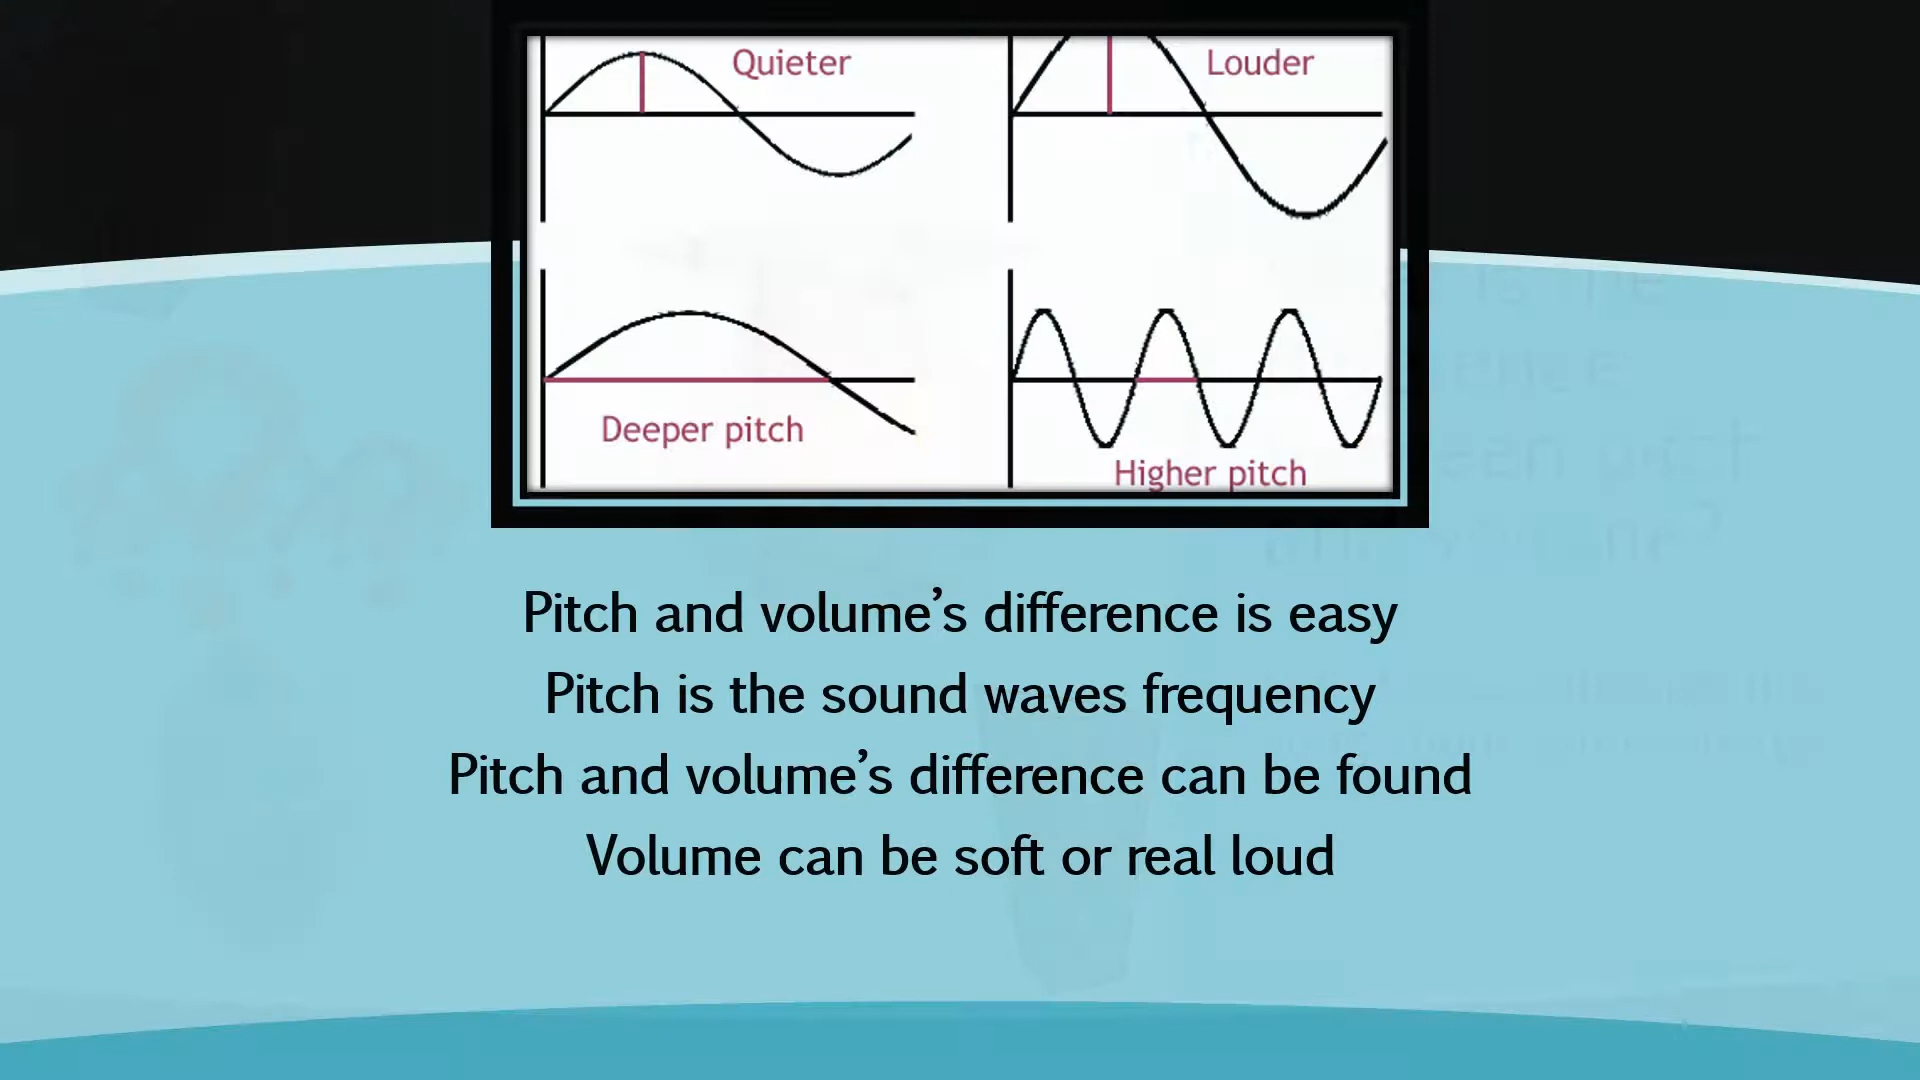 Quieter
Louder
Deeper pitch
Higher pitch
Pitch and volume’s difference is easy
Pitch is the sound waves frequency
Pitch and volume’s difference can be found
Volume can be soft or real loud